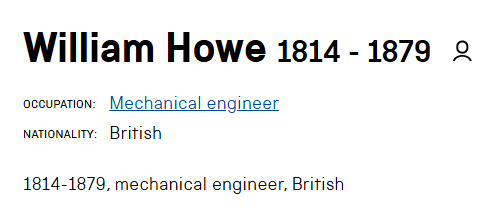 William Howe 1814 - 1879
OCCUPATION: Mechanical engineer
NATIONALITY: British
1814-1879, mechanical engineer, British